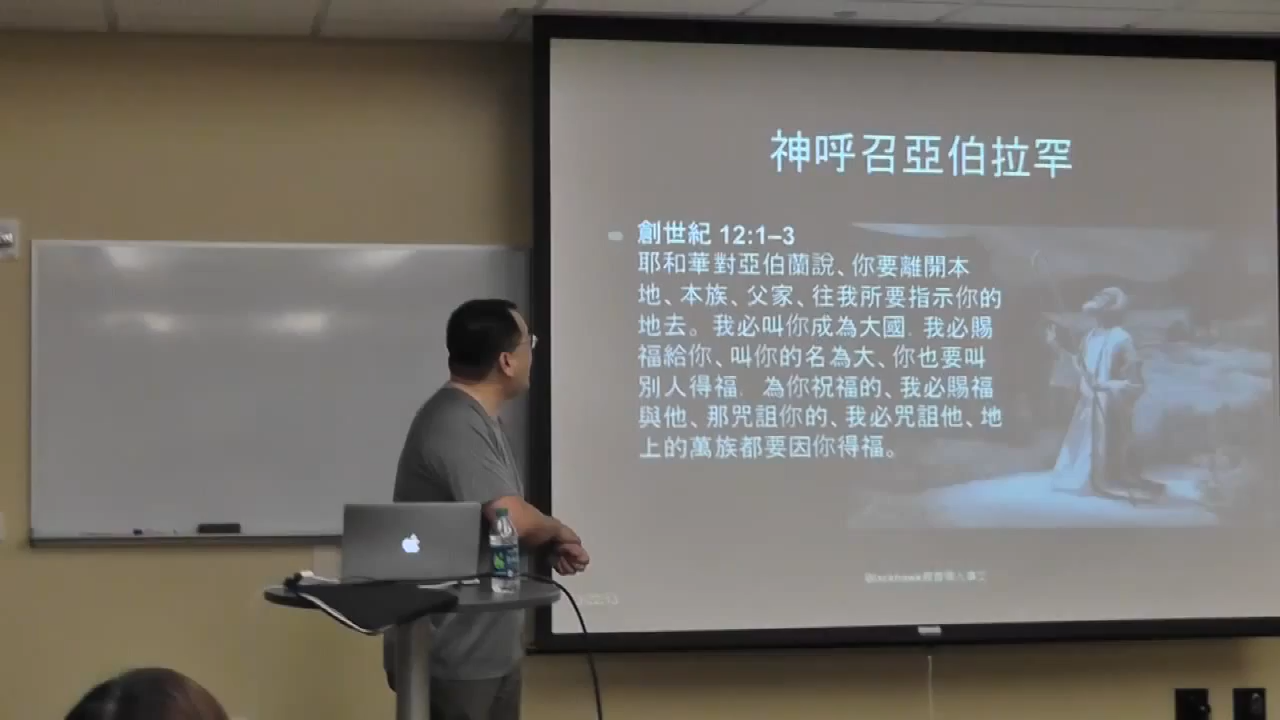 神呼召亞伯拉罕
創世紀 12:1–3
耶和華對亞伯蘭說、你要離開本
地、本族、父家、往我所要指示你的
地去。我必叫你成為大國.我必賜
福給你、叫你的名為大、你也要叫
別人得福. 為你祝福的、我必賜福
與他、那咒詛你的、我必咒詛他、地
上的萬族都要因你得福。